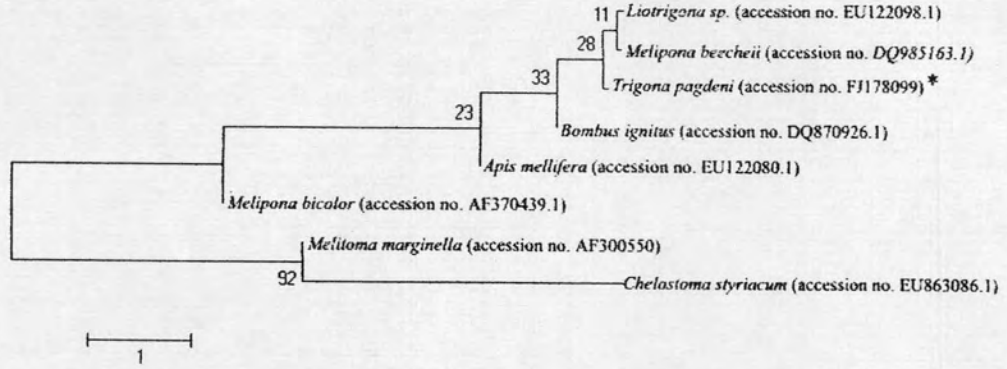 11 Liotrigona sp. (accession no. EU122098.1)
28 Melipona beecheii (accession no. DQ985163.1)
33 Trigona pagdeni (accession no. FJ178099)*
23 Bombus ignitus (accession no. DQ870926.1)
Apis mellifera (accession no. EU122080.1)
Melipona bicolor (accession no. AF370439.1)
Melitoma marginella (accession no. AF300550)
92 Chelostoma styriacum (accession no. EU863086.1)
1